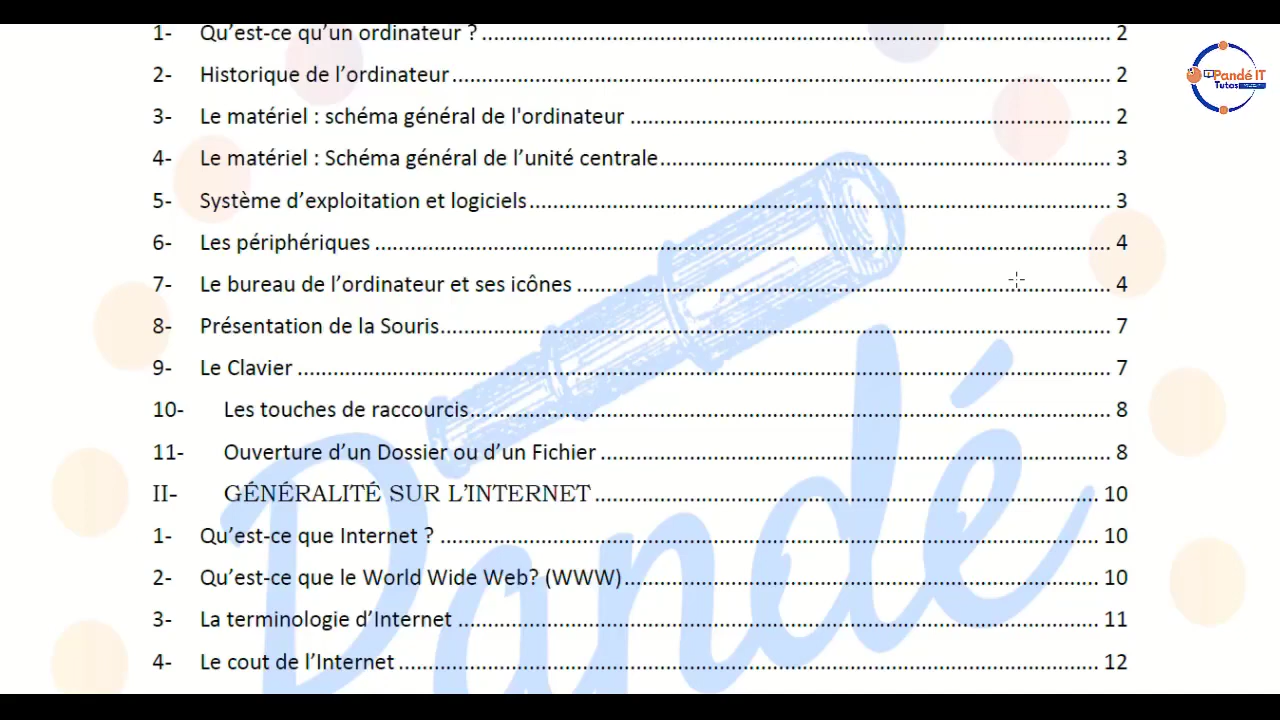 1- Qu’est-ce qu’un ordinateur ? 2
2- Historique de l’ordinateur 2
3- Le matériel : schéma général de l'ordinateur 2
4- Le matériel : Schéma général de l’unité centrale 3
5- Système d’exploitation et logiciels 3
6- Les périphériques 4
7- Le bureau de l’ordinateur et ses icônes 4
8- Présentation de la Souris 7
9- Le Clavier 7
10- Les touches de raccourcis 8
11- Ouverture d’un Dossier ou d’un Fichier 8
II- GÉNÉRALITÉ SUR L’INTERNET 10
1- Qu’est-ce que Internet ? 10
2- Qu’est-ce que le World Wide Web? (WWW) 10
3- La terminologie d’Internet 11
4- Le cout de l’Internet 12
Pandé
Pandé IT
Tutos